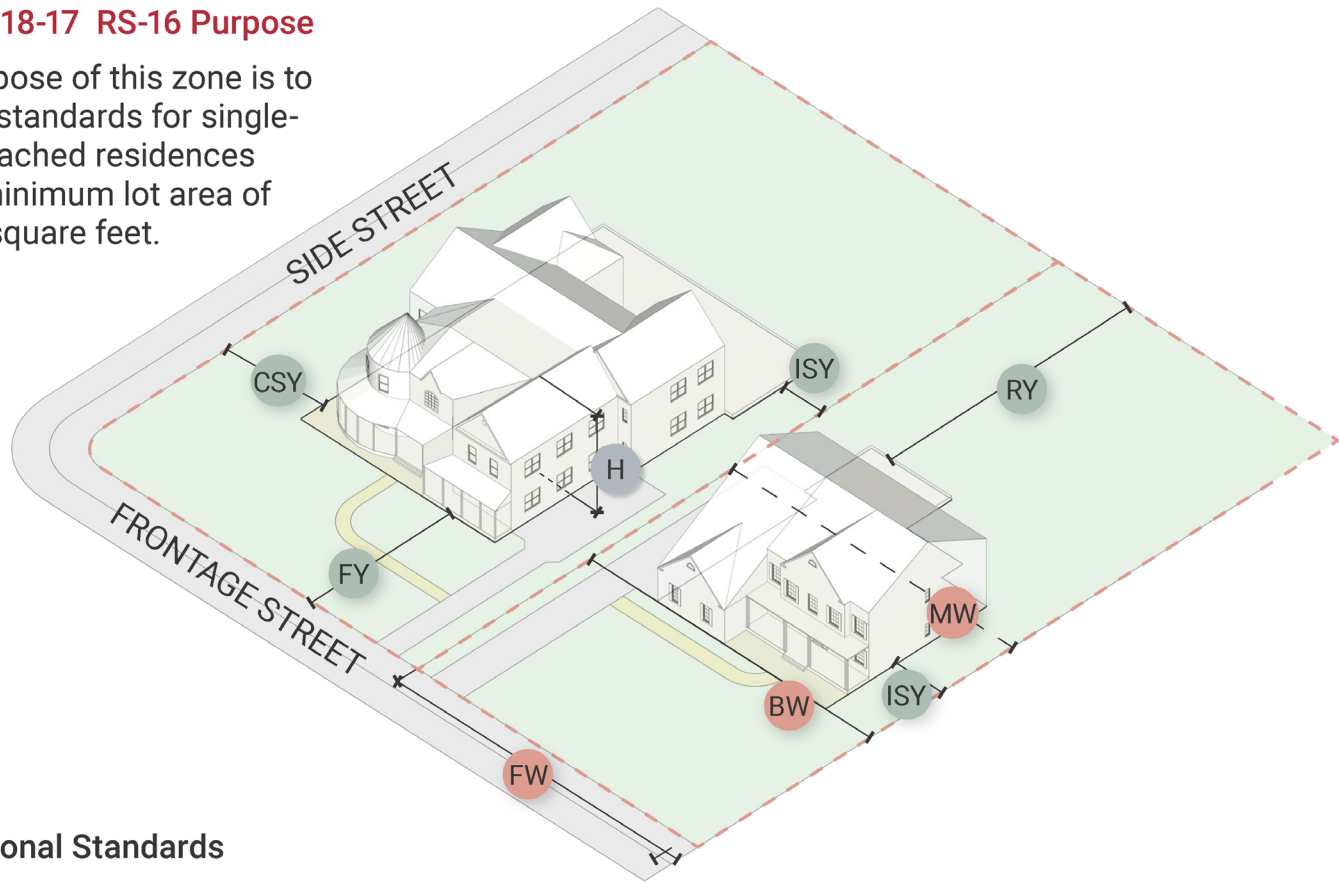 18-17 RS-16 Purpose
pose of this zone is to
standards for single-
ached residences
inimum lot area of
square feet.
SIDE STREET
CSY
ISY
RY
H
FRONTAGE STREET
FY
MW
ISY
BW
FW
onal Standards